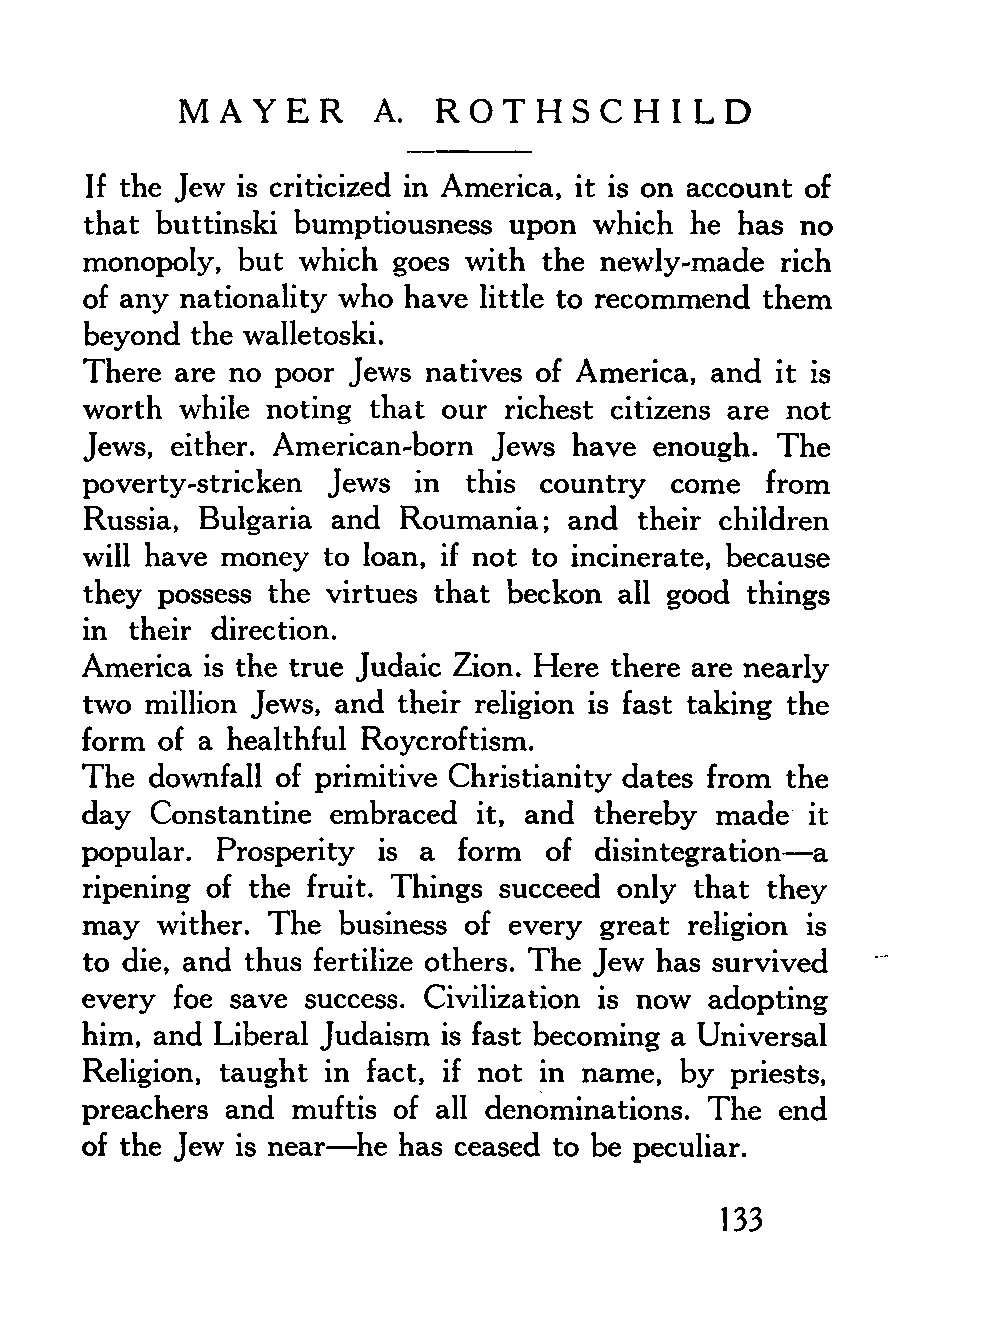 MAYER A. ROTHSCHILD
If the Jew is criticized in America, it is on account of
that buttinski bumptiousness upon which he has no
monopoly, but which goes with the newly-made rich
of any nationality who have little to recommend them
beyond the walletoski.
There are no poor Jews natives of America, and it is
worth while noting that our richest citizens are not
Jews, either. American-born Jews have enough. The
poverty-stricken Jews in this country come from
Russia, Bulgaria and Roumania; and their children
will have money to loan, if not to incinerate, because
they possess the virtues that beckon all good things
in their direction.
America is the true Judaic Zion. Here there are nearly
two million Jews, and their religion is fast taking the
form of a healthful Roycroftism.
The downfall of primitive Christianity dates from the
day Constantine embraced it, and thereby made it
popular. Prosperity is a form of disintegration—a
ripening of the fruit. Things succeed only that they
may wither. The business of every great religion is
to die, and thus fertilize others. The Jew has survived
every foe save success. Civilization is now adopting
him, and Liberal Judaism is fast becoming a Universal
Religion, taught in fact, if not in name, by priests,
preachers and muftis of all denominations. The end
of the Jew is near—he has ceased to be peculiar.
133